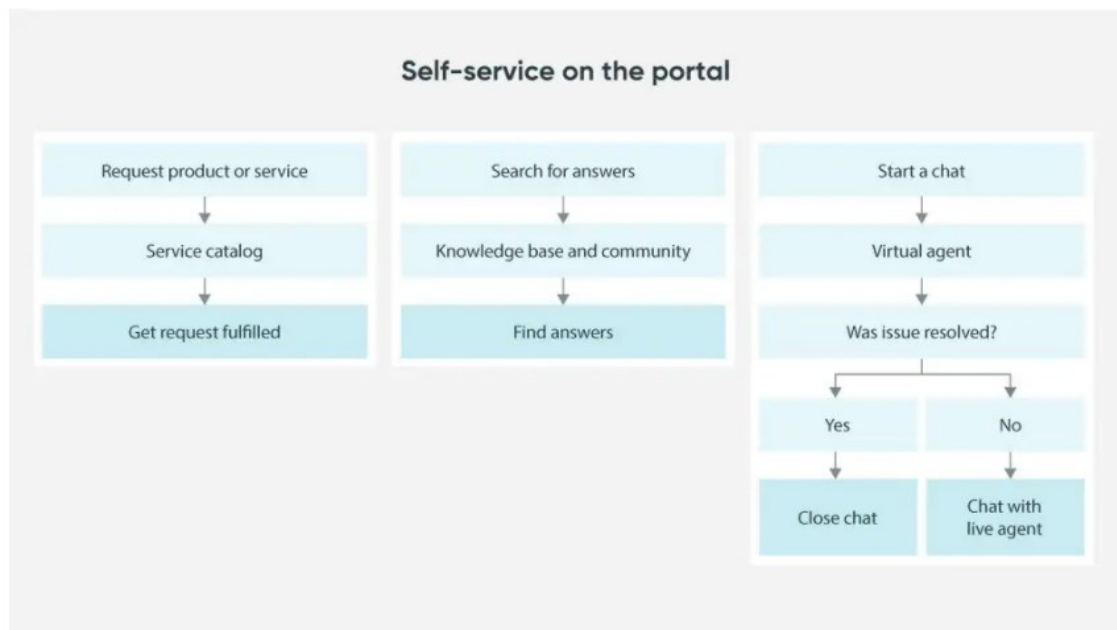 Self-service on the portal
Request product or service
Service catalog
Get request fulfilled
Search for answers
Knowledge base and community
Find answers
Start a chat
Virtual agent
Was issue resolved?
Yes
No
Close chat
Chat with
live agent